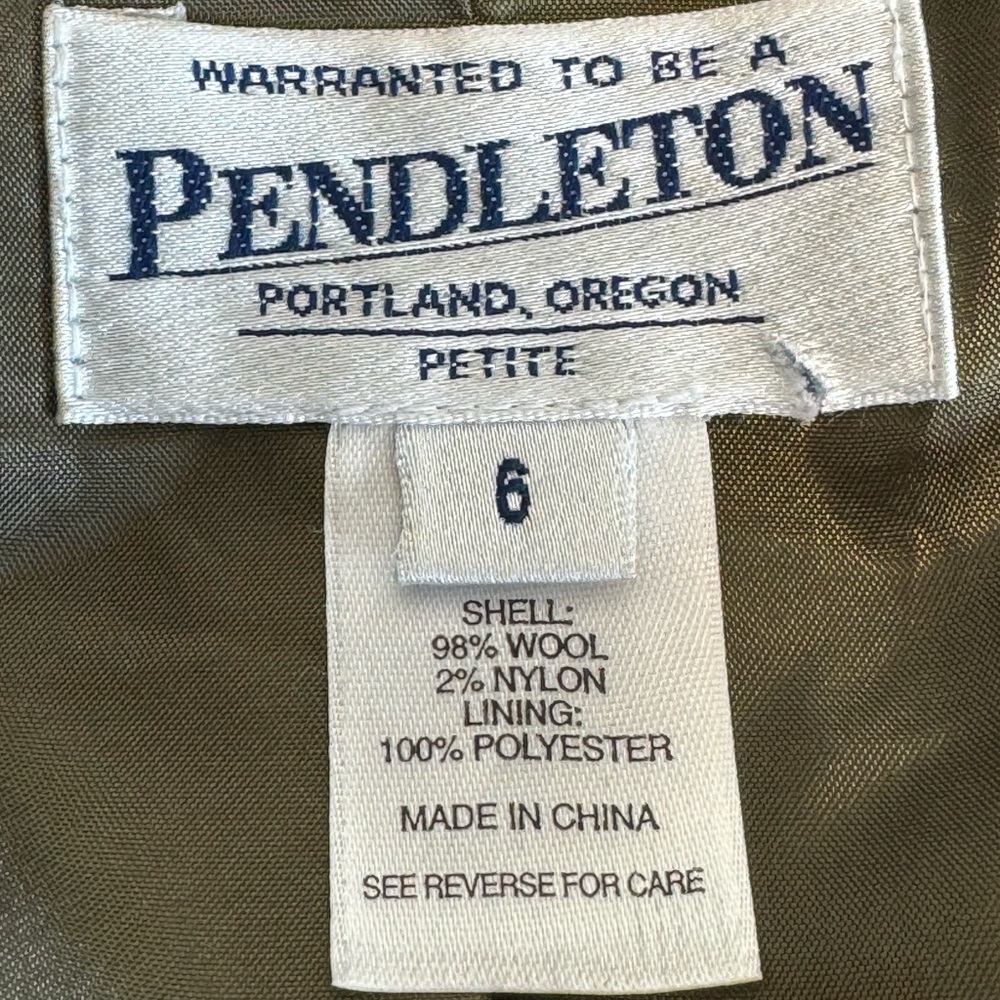 WARRANTED TO BE A
PENDLETON
PORTLAND, OREGON
PETITE
6
SHELL:
98% WOOL
2% NYLON
LINING:
100% POLYESTER
MADE IN CHINA
SEE REVERSE FOR CARE